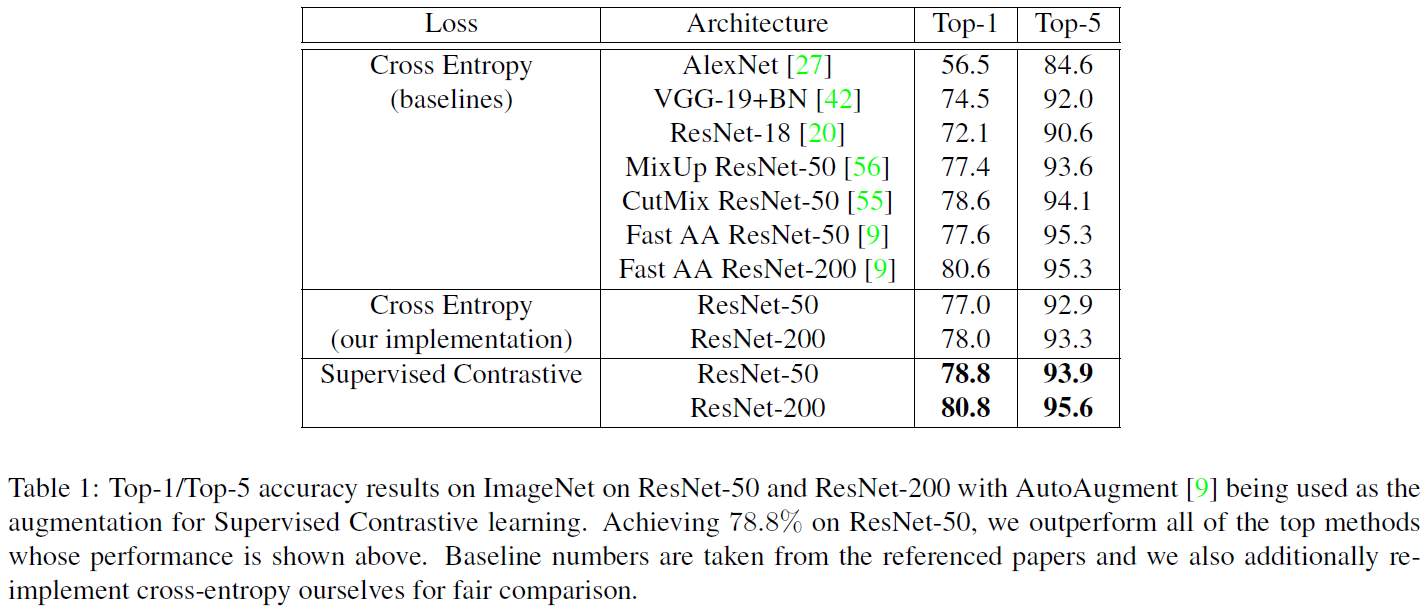 Loss Architecture Top-1 Top-5
Cross Entropy AlexNet [27] 56.5 84.6
(baselines) VGG-19+BN [42] 74.5 92.0
ResNet-18 [20] 72.1 90.6
MixUp ResNet-50 [56] 77.4 93.6
CutMix ResNet-50 [55] 78.6 94.1
Fast AA ResNet-50 [9] 77.6 95.3
Fast AA ResNet-200 [9] 80.6 95.3
Cross Entropy ResNet-50 77.0 92.9
(our implementation) ResNet-200 78.0 93.3
Supervised Contrastive ResNet-50 78.8 93.9
ResNet-200 80.8 95.6
Table 1: Top-1/Top-5 accuracy results on ImageNet on ResNet-50 and ResNet-200 with AutoAugment [9] being used as the
augmentation for Supervised Contrastive learning. Achieving 78.8% on ResNet-50, we outperform all of the top methods
whose performance is shown above. Baseline numbers are taken from the referenced papers and we also additionally re-
implement cross-entropy ourselves for fair comparison.